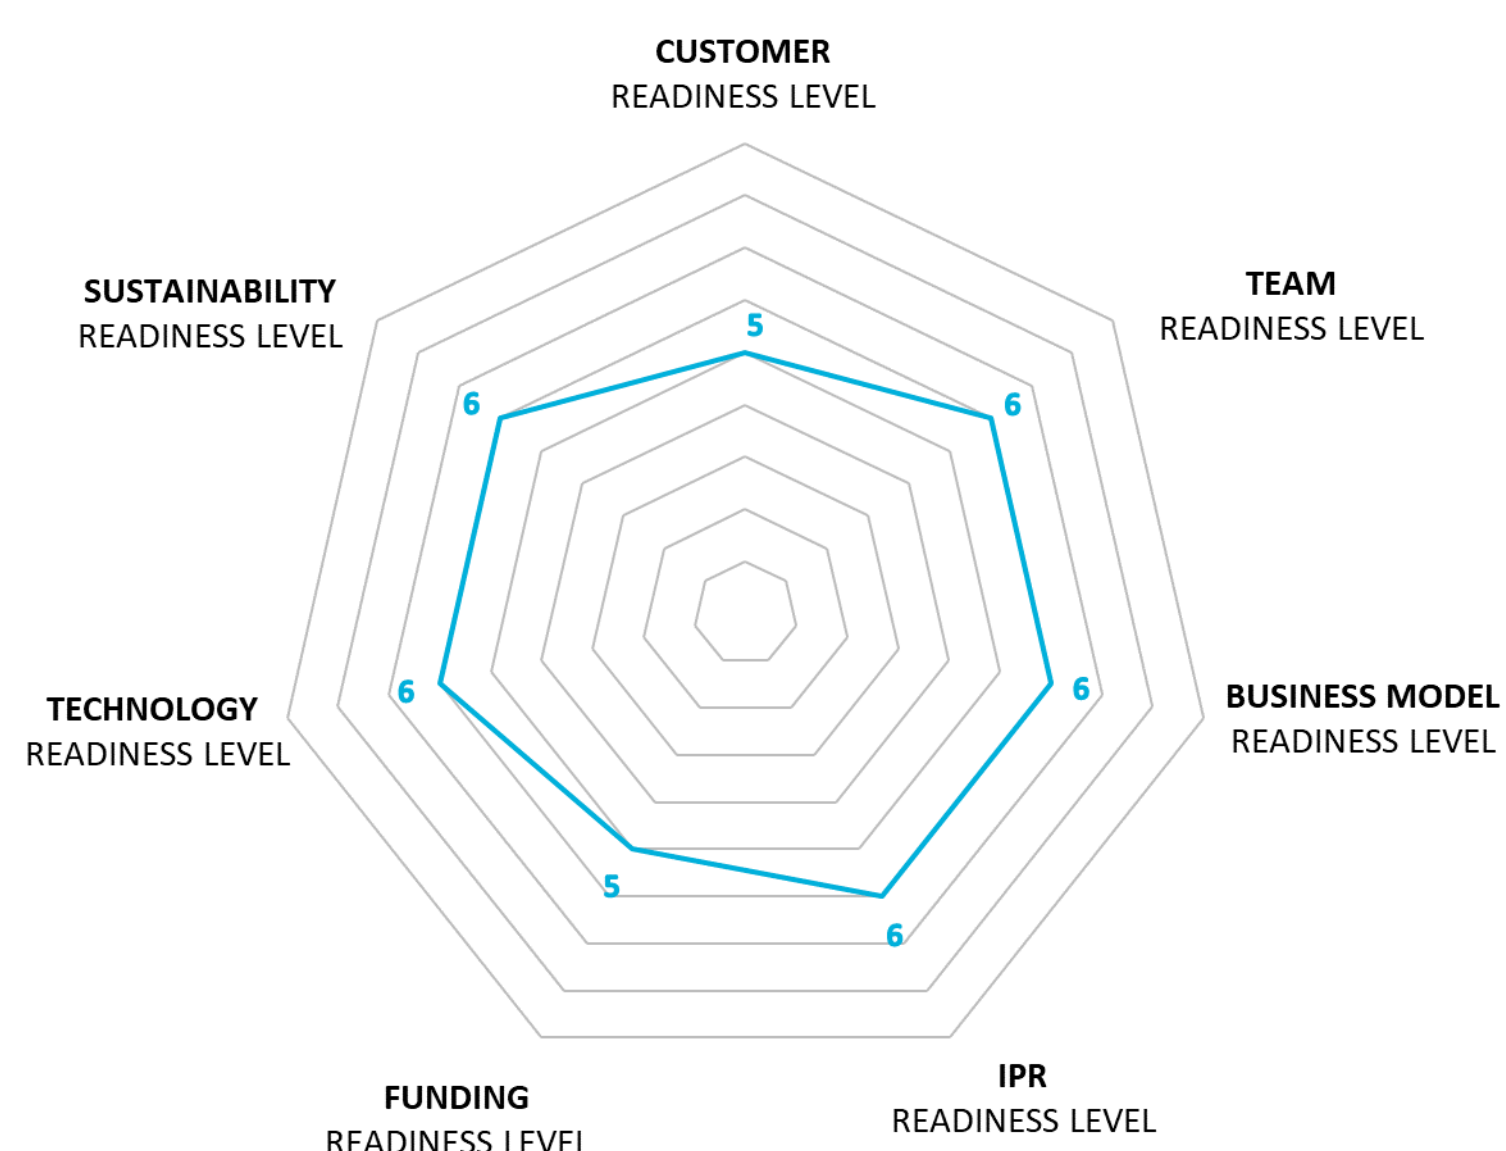 CUSTOMER
READINESS LEVEL
SUSTAINABILITY
READINESS LEVEL
TEAM
READINESS LEVEL
5
6
6
TECHNOLOGY
READINESS LEVEL
6
6
BUSINESS MODEL
READINESS LEVEL
5
6
FUNDING
READINESS LEVEL
IPR
READINESS LEVEL